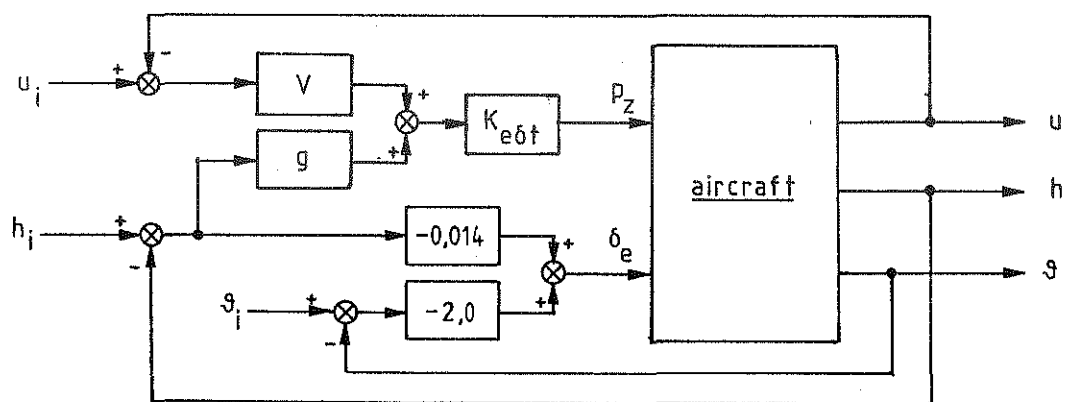 u_i
+
-
V
+
+
g
K_eδt
p_z
aircraft
u
h
ϑ
h_i
+
-
-0,014
+
+
δ_e
ϑ_i
+
-
-2,0